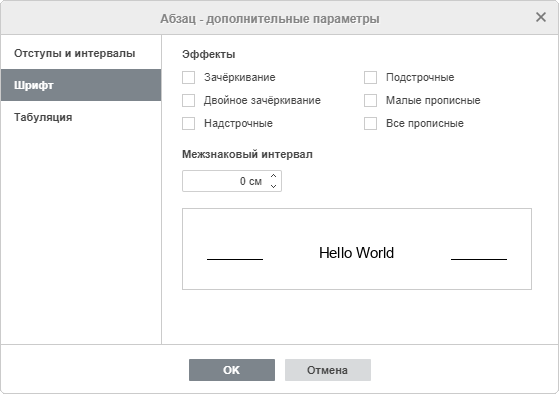 Абзац - дополнительные параметры
Отступы и интервалы
Шрифт
Табуляция
Эффекты
Зачёркивание
Подстрочные
Двойное зачёркивание
Малые прописные
Надстрочные
Все прописные
Межзнаковый интервал
0 см
Hello World
OK
Отмена